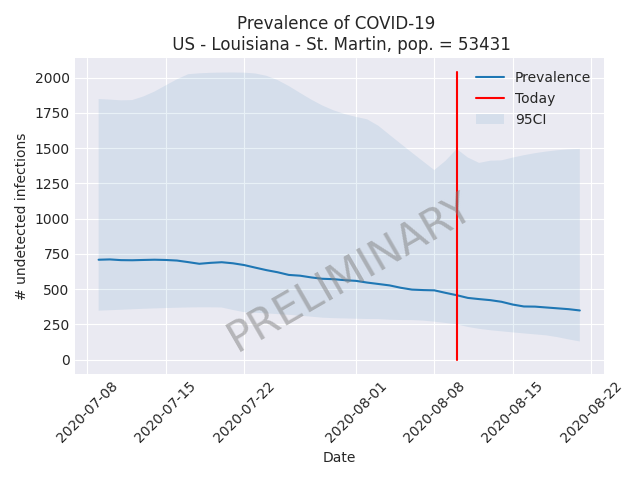 Prevalence of COVID-19
US - Louisiana - St. Martin, pop. = 53431
Prevalence
Today
95CI
2000
1750
1500
1250
1000
750
500
250
0
# undetected infections
PRELIMINARY
2020-07-08
2020-07-15
2020-07-22
2020-08-01
2020-08-08
2020-08-15
2020-08-22
Date